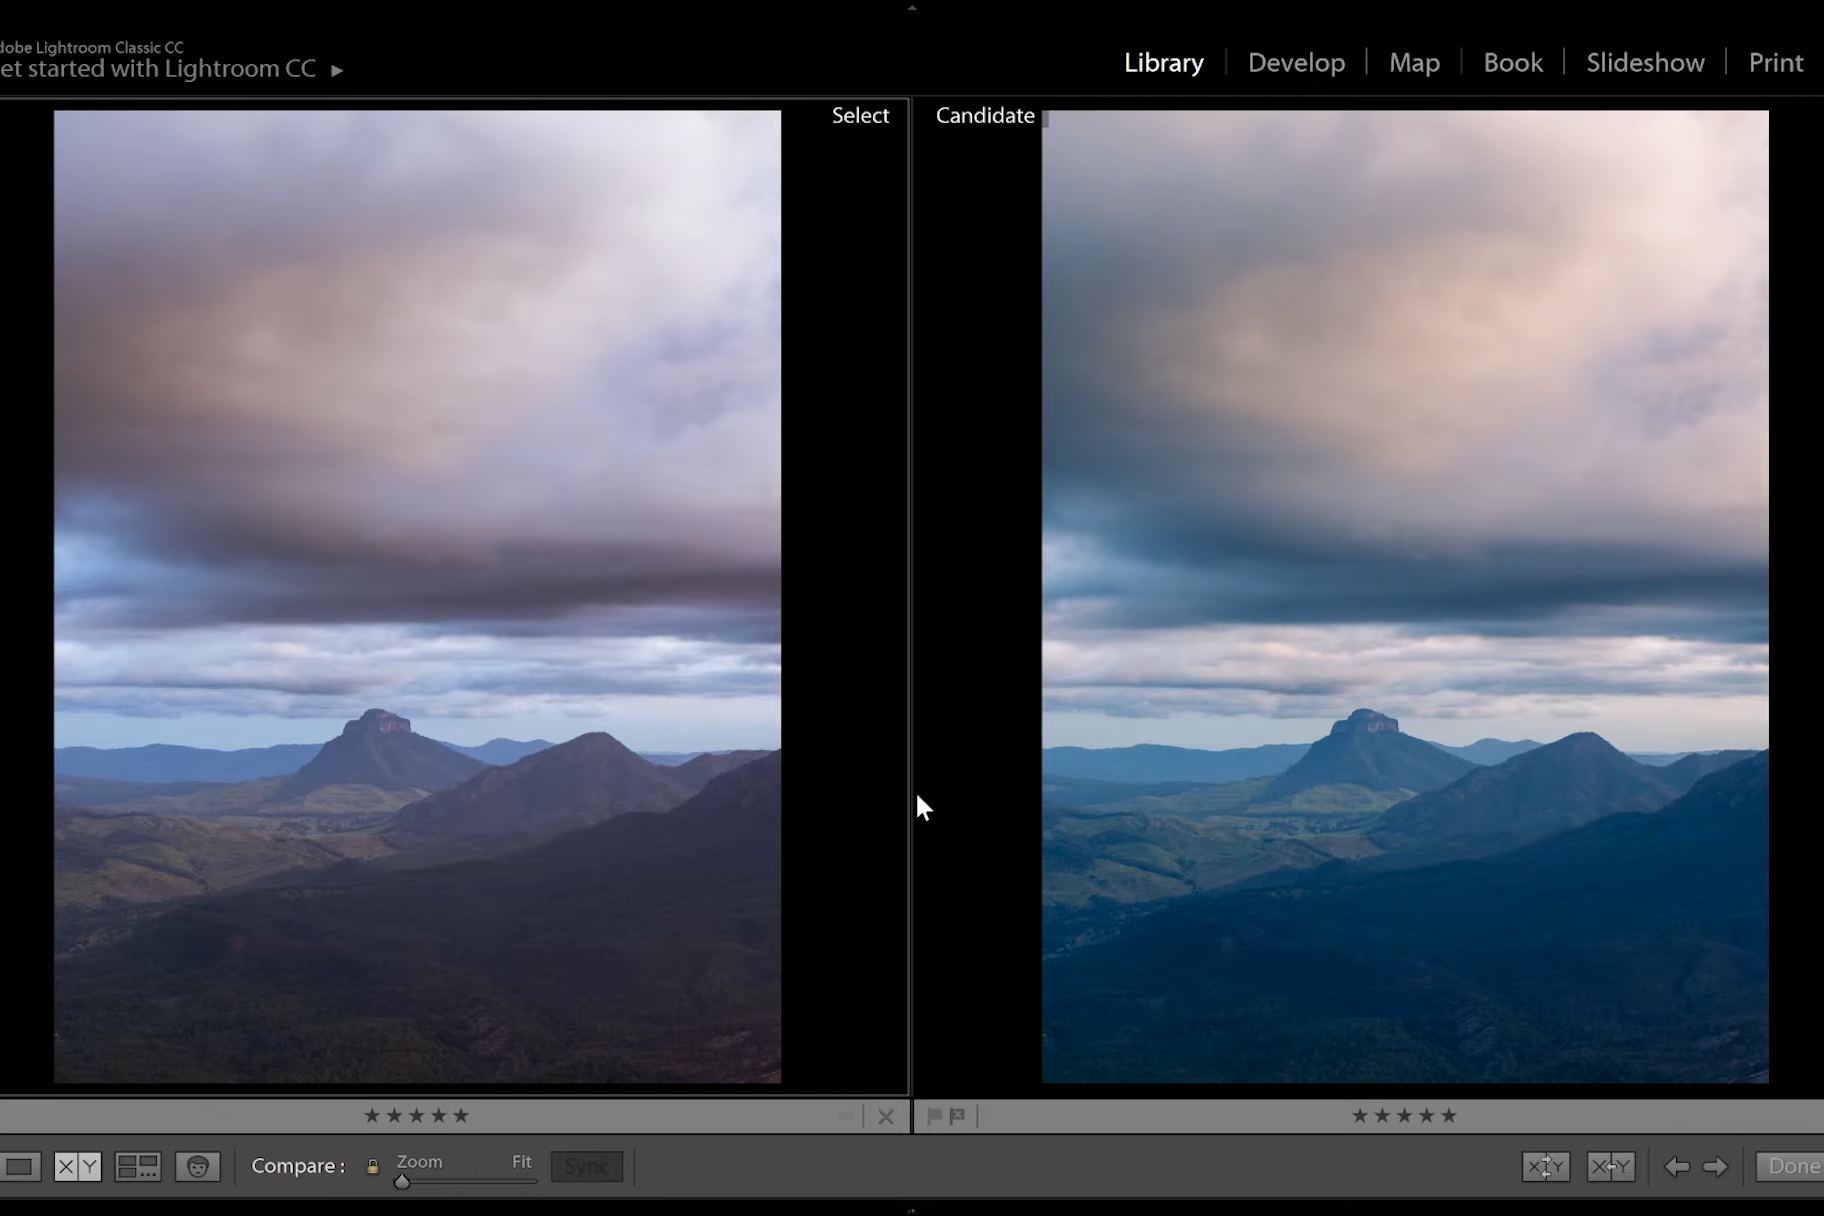 dobe Lightroom Classic CC
et started with Lightroom CC
Library Develop Map Book Slideshow Print
Select
Candidate
XY Compare : Zoom Fit Sync X Y X Y Done